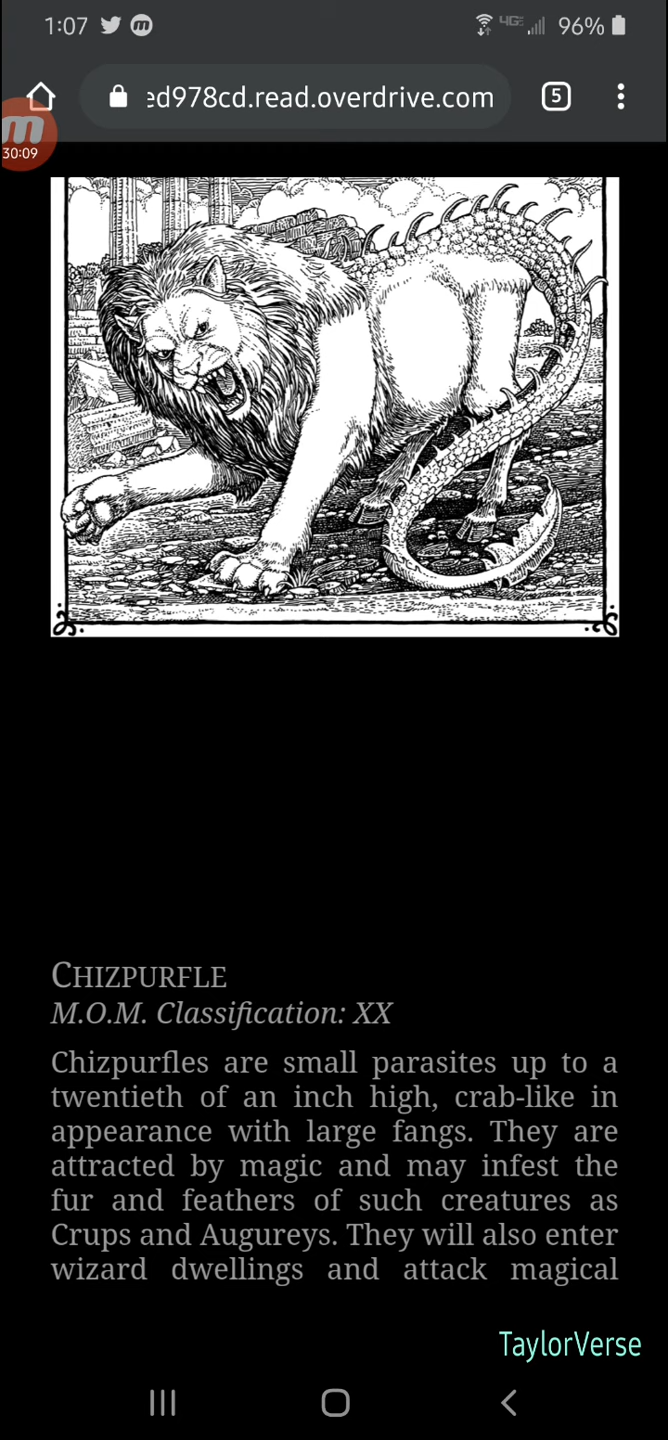 1:07
4GE 96%
ed978cd.read.overdrive.com 5
m
30:09
CHIZPURFLE
M.O.M. Classification: XX
Chizpurfles are small parasites up to a
twentieth of an inch high, crab-like in
appearance with large fangs. They are
attracted by magic and may infest the
fur and feathers of such creatures as
Crups and Augureys. They will also enter
wizard dwellings and attack magical
TaylorVerse